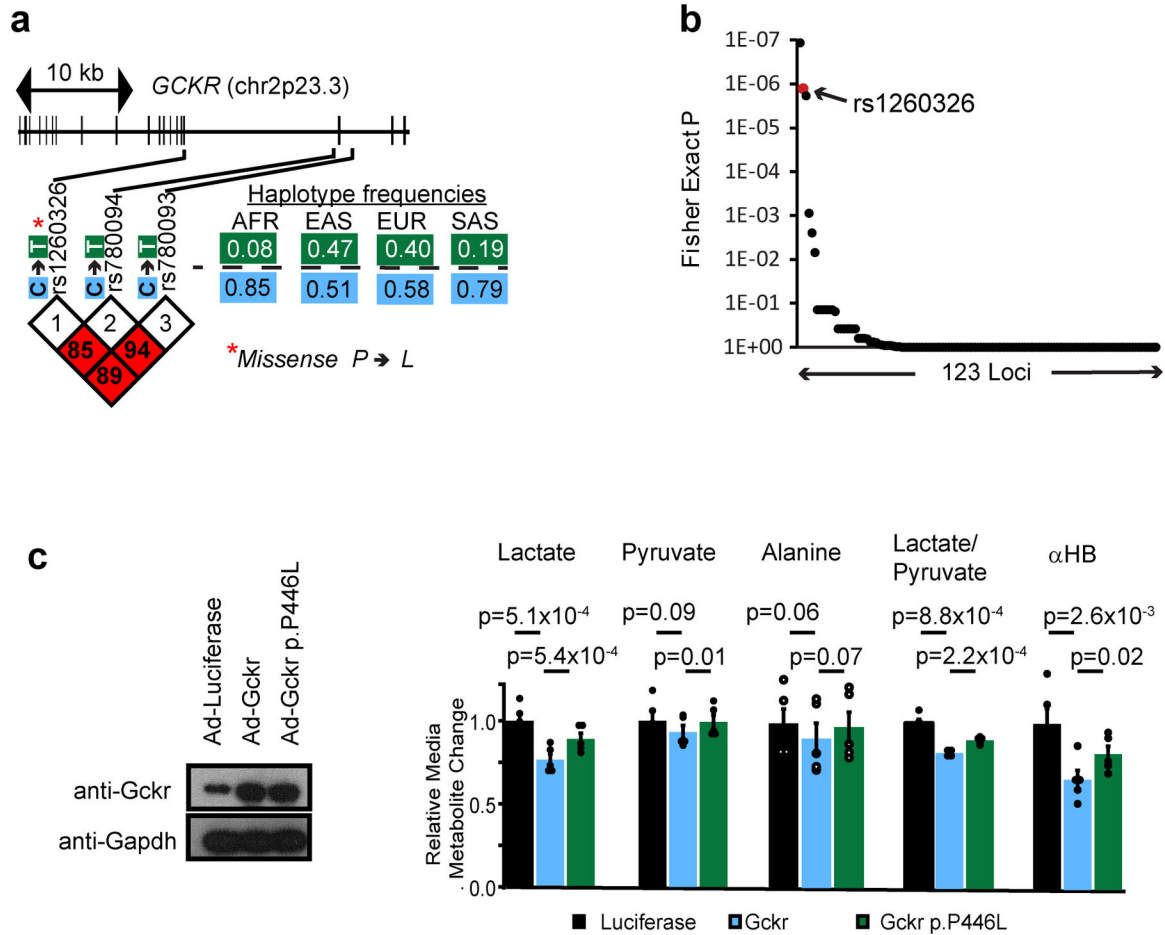 a
10 kb
GCKR (chr2p23.3)
C➔T *
rs1260326
C➔T
rs780094
C➔T
rs780093
Haplotype frequencies
AFR EAS EUR SAS
0.08 0.47 0.40 0.19
0.85 0.51 0.58 0.79
1 2 3
85 94
89
*Missense P ➔ L
b
Fisher Exact P
1E-07
1E-06
1E-05
1E-04
1E-03
1E-02
1E-01
1E+00
rs1260326
123 Loci
c
Ad-Luciferase
Ad-Gckr
Ad-Gckr p.P446L
anti-Gckr
anti-Gapdh
Lactate
Pyruvate
Alanine
Lactate/
Pyruvate
αHB
p=5.1x10⁻⁴
p=0.09
p=0.06
p=8.8x10⁻⁴
p=2.6x10⁻³
p=5.4x10⁻⁴
p=0.01
p=0.07
p=2.2x10⁻⁴
p=0.02
Relative Media
Metabolite Change
1.0
0.5
0.0
Luciferase
Gckr
Gckr p.P446L